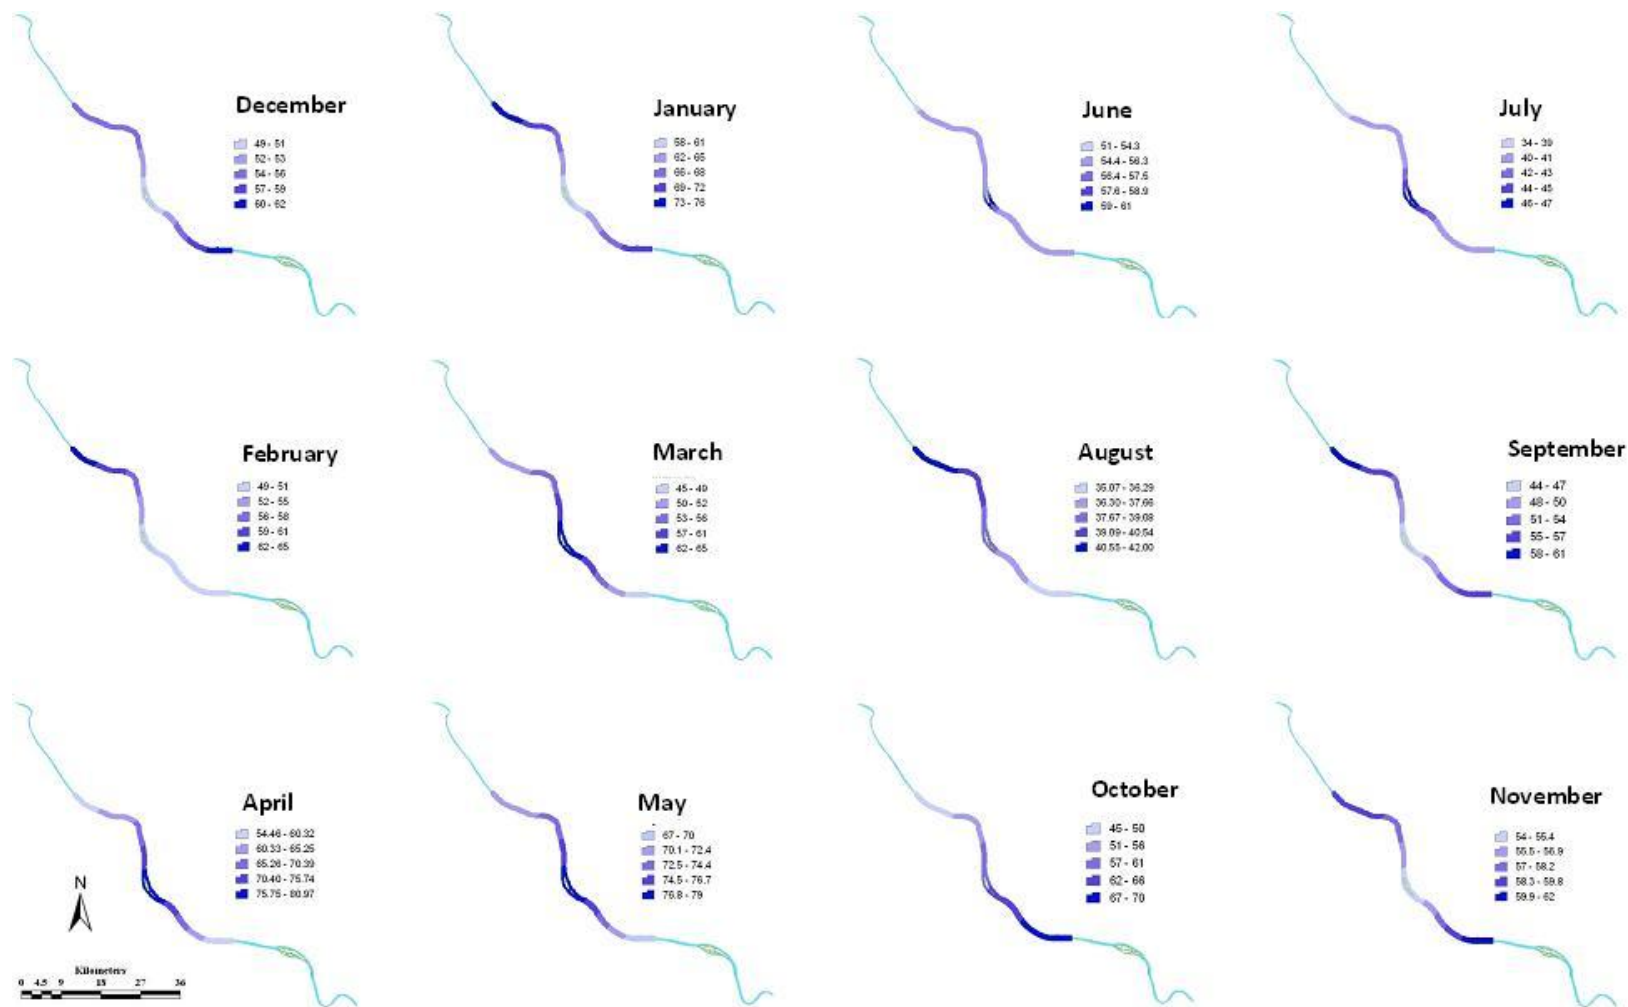 December
49 - 51
52 - 53
54 - 56
57 - 59
60 - 62
January
58 - 61
62 - 65
66 - 68
69 - 72
73 - 76
June
51 - 54.3
54.4 - 56.3
56.4 - 57.5
57.6 - 58.9
59 - 61
July
34 - 39
40 - 41
42 - 43
44 - 45
46 - 47
February
49 - 51
52 - 55
56 - 58
59 - 61
62 - 65
March
45 - 49
50 - 52
53 - 56
57 - 61
62 - 65
August
35.07 - 36.29
36.30 - 37.66
37.67 - 39.08
39.09 - 40.54
40.55 - 42.00
September
44 - 47
48 - 50
51 - 54
55 - 57
58 - 61
April
54.46 - 60.32
60.33 - 65.25
65.26 - 70.39
70.40 - 75.74
75.75 - 80.97
May
67 - 70
70.1 - 72.4
72.5 - 74.4
74.5 - 76.7
76.8 - 79
October
45 - 50
51 - 56
57 - 61
62 - 66
67 - 70
November
54 - 55.4
55.5 - 56.9
57 - 58.2
58.3 - 59.8
59.9 - 62
N
Kilometers
0 4.5 9 18 27 36